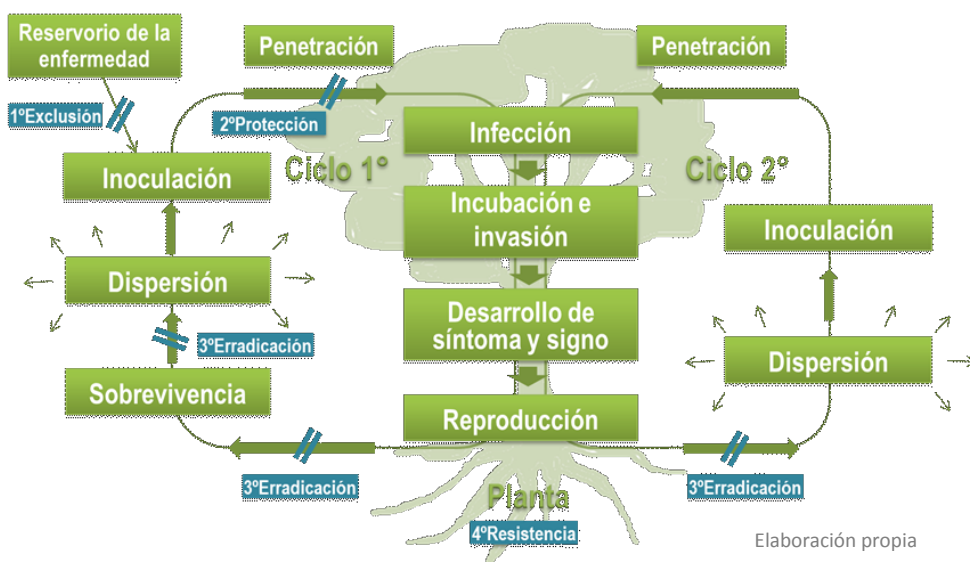 Reservorio de la
enfermedad
Penetración
Penetración
1ºExclusión
2ºProtección
Infección
Ciclo 1°
Ciclo 2°
Inoculación
Incubación e
invasión
Inoculación
Dispersión
Desarrollo de
síntoma y signo
3ºErradicación
Dispersión
Sobrevivencia
Reproducción
3ºErradicación
Planta
3ºErradicación
4ºResistencia
Elaboración propia